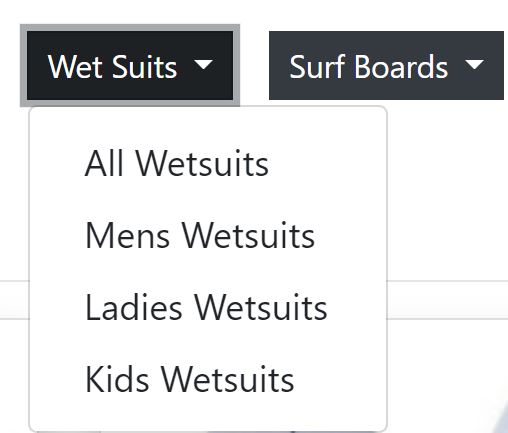 Wet Suits
Surf Boards
All Wetsuits
Mens Wetsuits
Ladies Wetsuits
Kids Wetsuits